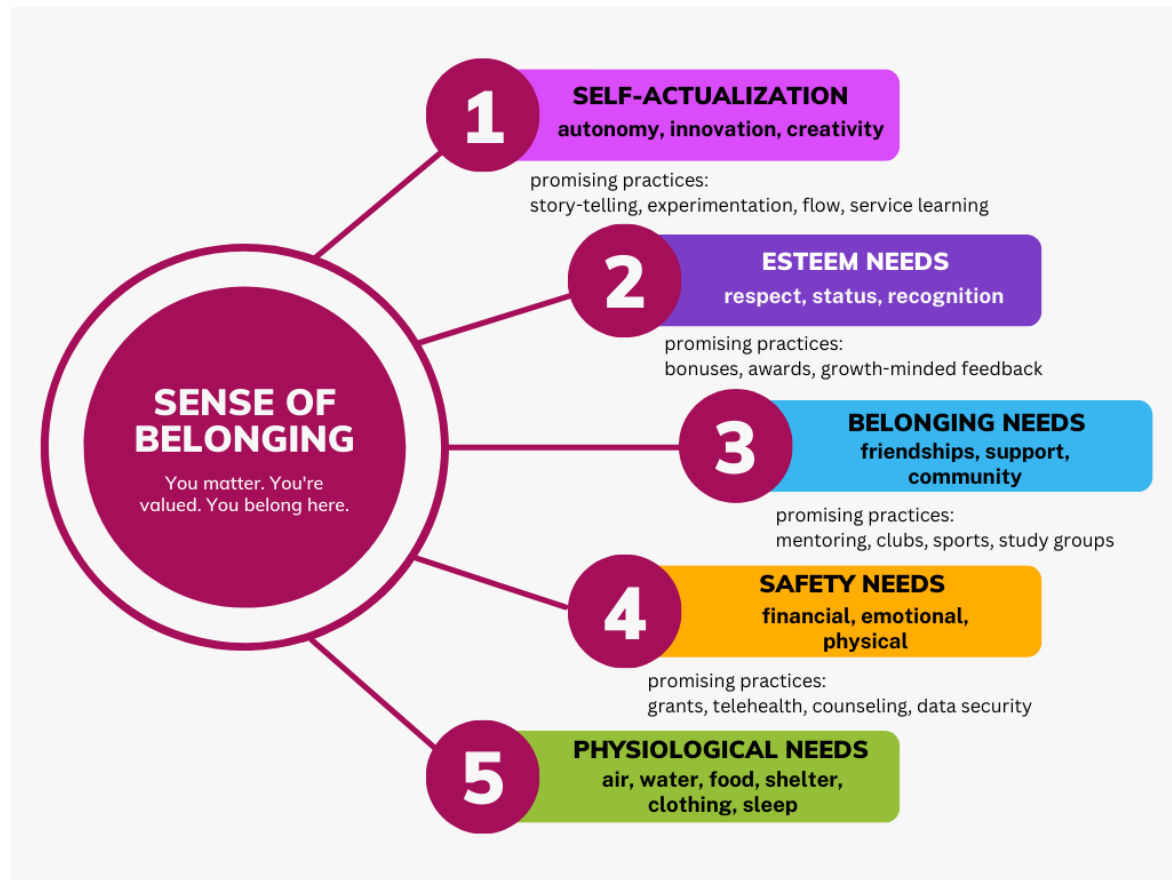 SENSE OF
BELONGING
You matter. You're
valued. You belong here.
1
SELF-ACTUALIZATION
autonomy, innovation, creativity
promising practices:
story-telling, experimentation, flow, service learning
2
ESTEEM NEEDS
respect, status, recognition
promising practices:
bonuses, awards, growth-minded feedback
3
BELONGING NEEDS
friendships, support,
community
promising practices:
mentoring, clubs, sports, study groups
4
SAFETY NEEDS
financial, emotional,
physical
promising practices:
grants, telehealth, counseling, data security
5
PHYSIOLOGICAL NEEDS
air, water, food, shelter,
clothing, sleep